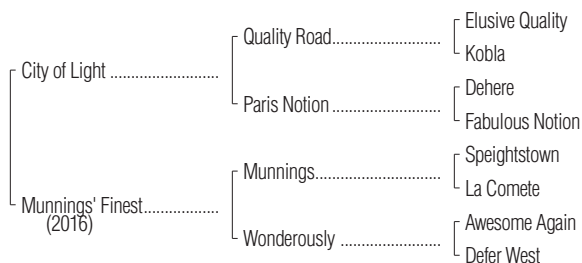 Elusive Quality
Quality Road
Kobla
City of Light
Dehere
Paris Notion
Fabulous Notion
Speightstown
Munnings
La Comete
Munnings' Finest
(2016)
Awesome Again
Wonderously
Defer West